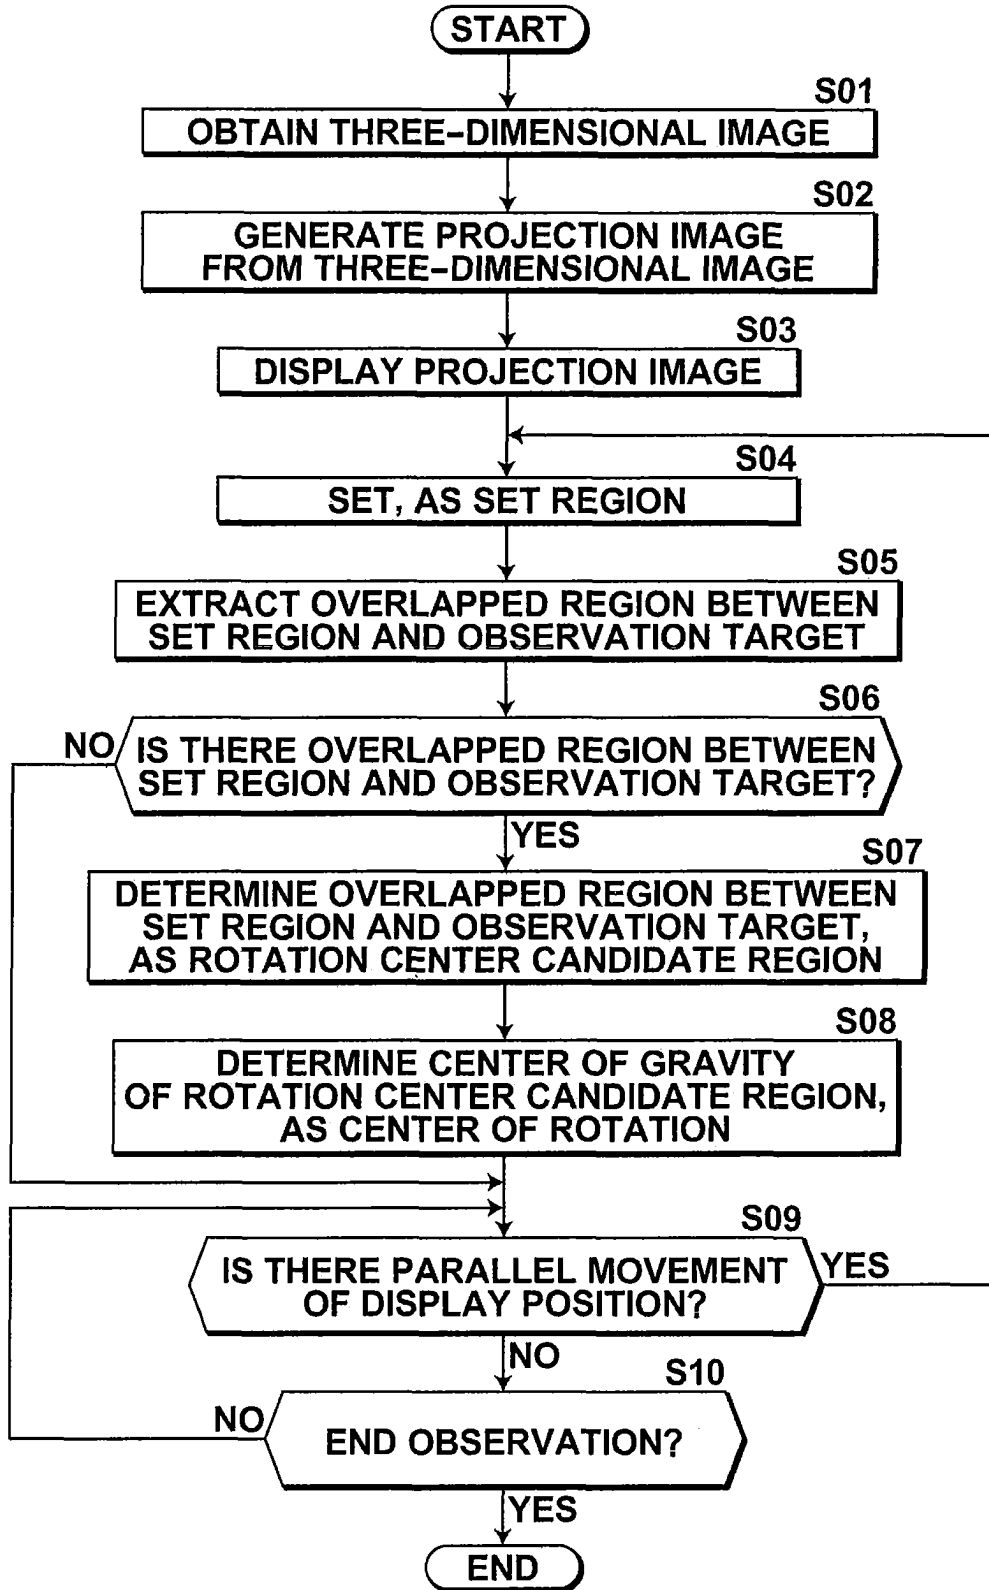 START
S01
OBTAIN THREE-DIMENSIONAL IMAGE
S02
GENERATE PROJECTION IMAGE
FROM THREE-DIMENSIONAL IMAGE
S03
DISPLAY PROJECTION IMAGE
S04
SET, AS SET REGION
S05
EXTRACT OVERLAPPED REGION BETWEEN
SET REGION AND OBSERVATION TARGET
S06
NO
IS THERE OVERLAPPED REGION BETWEEN
SET REGION AND OBSERVATION TARGET?
YES
S07
DETERMINE OVERLAPPED REGION BETWEEN
SET REGION AND OBSERVATION TARGET,
AS ROTATION CENTER CANDIDATE REGION
S08
DETERMINE CENTER OF GRAVITY
OF ROTATION CENTER CANDIDATE REGION,
AS CENTER OF ROTATION
S09
IS THERE PARALLEL MOVEMENT
OF DISPLAY POSITION?
YES
NO
S10
NO
END OBSERVATION?
YES
END